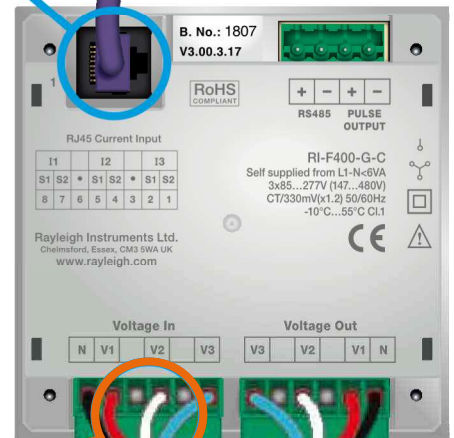 B. No.: 1807
V3.00.3.17
1
RoHS
COMPLIANT
+ − + −
RS485 PULSE
OUTPUT
RJ45 Current Input
I1 I2 I3
S1 S2 • S1 S2 • S1 S2
8 7 6 5 4 3 2 1
RI-F400-G-C
Self supplied from L1-N<6VA
3x85...277V (147...480V)
CT/330mV(x1.2) 50/60Hz
-10°C...55°C Cl.1
CE
Rayleigh Instruments Ltd.
Chelmsford, Essex, CM3 5WA UK
www.rayleigh.com
Voltage In
N V1 V2 V3
Voltage Out
V3 V2 V1 N